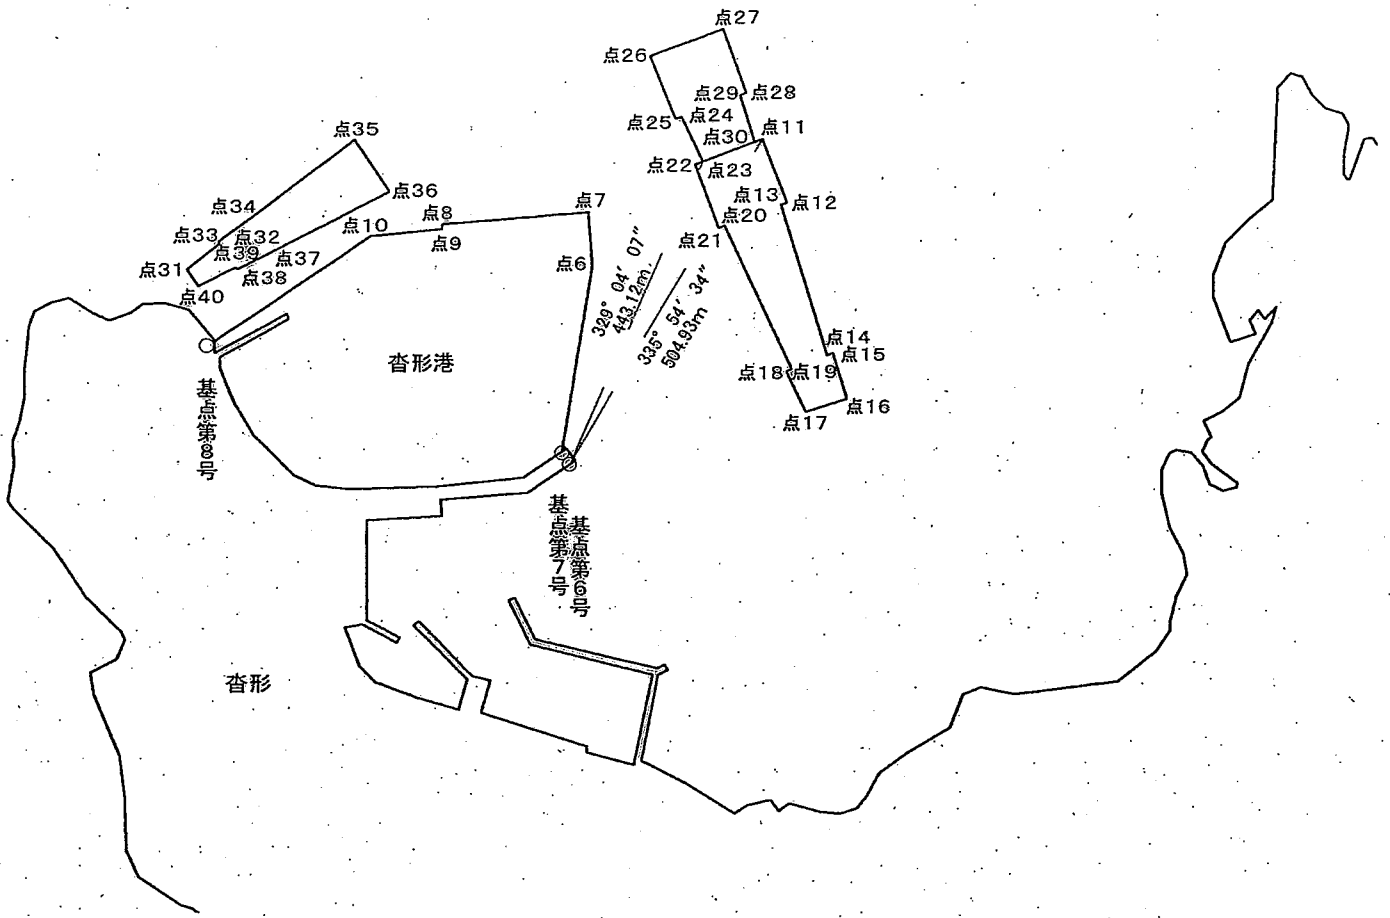 点27
点26
点29
点28
点24
点25
点30
点11
点35
点22
点23
点36
点13
点12
点7
点34
点8
点20
点10
点33
点32
点9
点21
点39
点37
点6
点31
点38
点40
329° 04′ 07″
443.12m
335° 54′ 34″
504.93m
点14
点15
沓形港
点18
点19
点16
点17
基点第8号
基点第7号
基点第6号
沓形